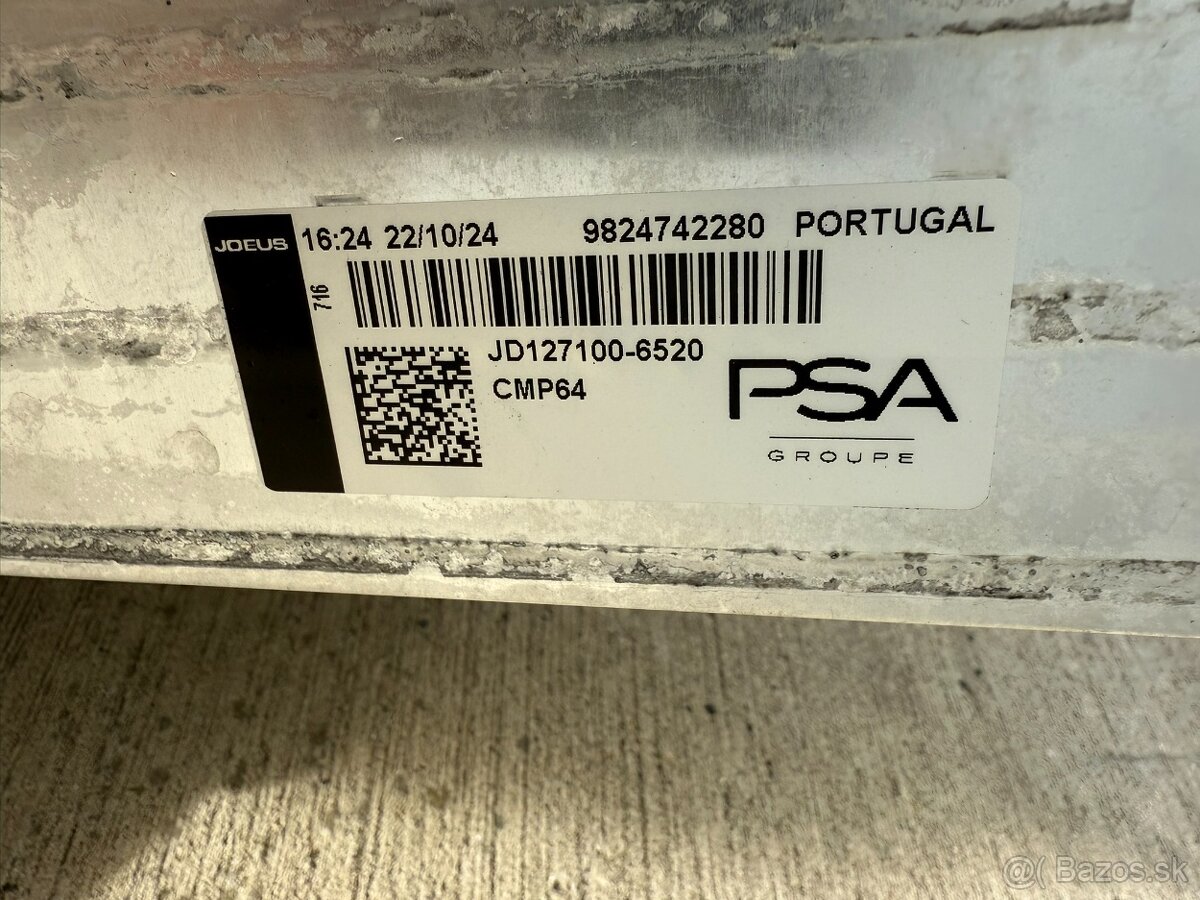 JOEUS 16:24 22/10/24 9824742280 PORTUGAL
716
JD127100-6520
CMP64
PSA
GROUPE
@( Bazos.sk